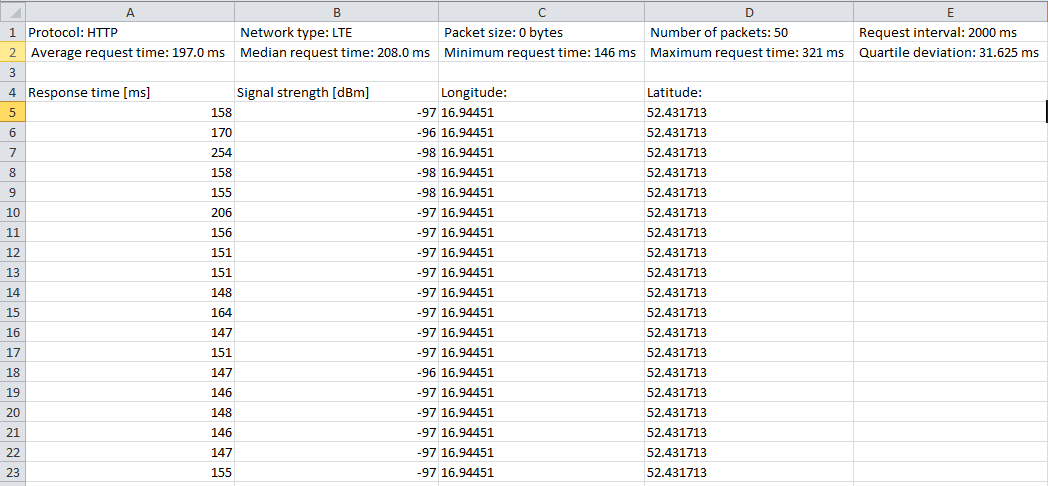 A B C D E
1 Protocol: HTTP Network type: LTE Packet size: 0 bytes Number of packets: 50 Request interval: 2000 ms
2 Average request time: 197.0 ms Median request time: 208.0 ms Minimum request time: 146 ms Maximum request time: 321 ms Quartile deviation: 31.625 ms
3
4 Response time [ms] Signal strength [dBm] Longitude: Latitude:
5 158 -97 16.94451 52.431713
6 170 -96 16.94451 52.431713
7 254 -98 16.94451 52.431713
8 158 -98 16.94451 52.431713
9 155 -98 16.94451 52.431713
10 206 -97 16.94451 52.431713
11 156 -97 16.94451 52.431713
12 151 -97 16.94451 52.431713
13 151 -97 16.94451 52.431713
14 148 -97 16.94451 52.431713
15 164 -97 16.94451 52.431713
16 147 -97 16.94451 52.431713
17 151 -97 16.94451 52.431713
18 147 -96 16.94451 52.431713
19 146 -97 16.94451 52.431713
20 148 -97 16.94451 52.431713
21 146 -97 16.94451 52.431713
22 147 -97 16.94451 52.431713
23 155 -97 16.94451 52.431713